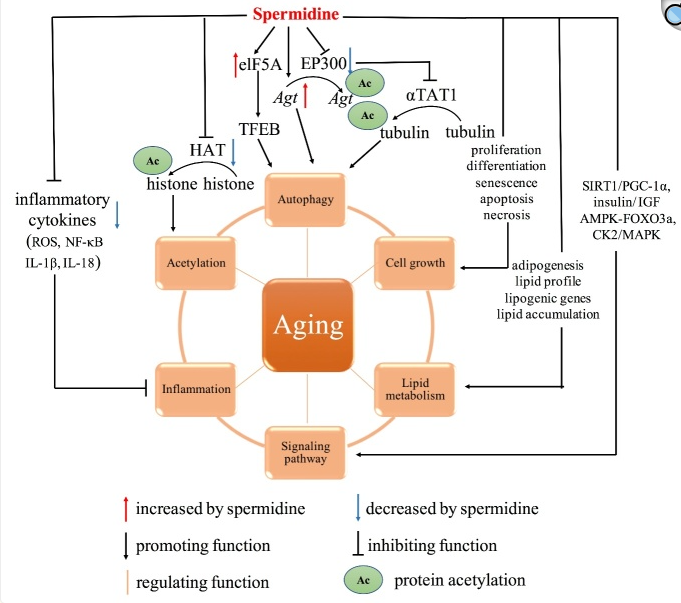 Spermidine
eIF5A
EP300
Ac
Agt
Agt
αTAT1
Ac
TFEB
tubulin
tubulin
HAT
Ac
histone
histone
proliferation
differentiation
senescence
apoptosis
necrosis
inflammatory
cytokines
(ROS, NF-κB
IL-1β, IL-18)
SIRT1/PGC-1α,
insulin/IGF
AMPK-FOXO3a,
CK2/MAPK
Autophagy
Acetylation
Cell growth
adipogenesis
lipid profile
lipogenic genes
lipid accumulation
Aging
Inflammation
Lipid
metabolism
Signaling
pathway
increased by spermidine
decreased by spermidine
promoting function
inhibiting function
regulating function
Ac
protein acetylation